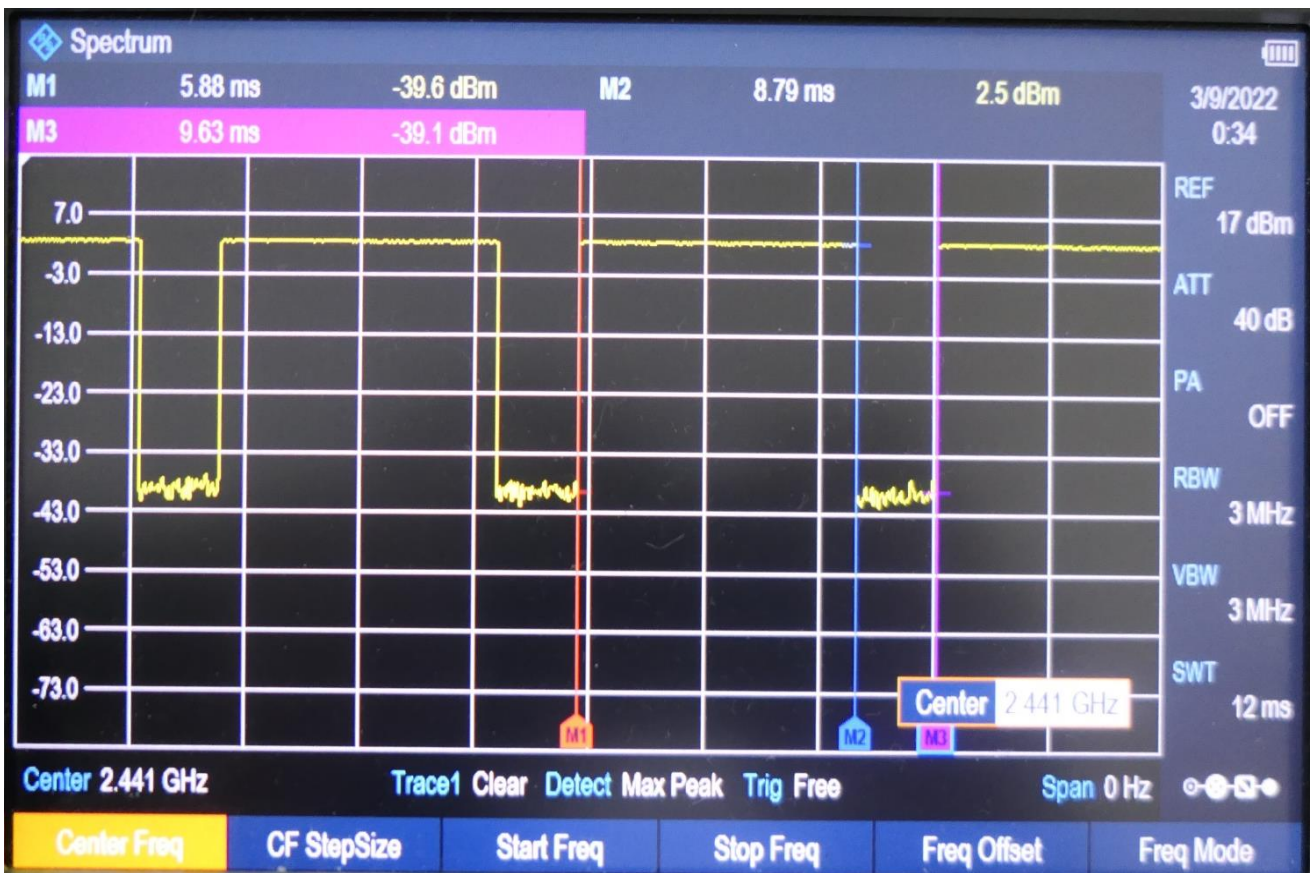 Spectrum
M1 5.88 ms -39.6 dBm M2 8.79 ms 2.5 dBm
M3 9.63 ms -39.1 dBm
3/9/2022
0:34
7.0
-3.0
-13.0
-23.0
-33.0
-43.0
-53.0
-63.0
-73.0
M1
M2
M3
Center 2.441 GHz
REF
17 dBm
ATT
40 dB
PA
OFF
RBW
3 MHz
VBW
3 MHz
SWT
12 ms
Center 2.441 GHz Trace1 Clear Detect Max Peak Trig Free Span 0 Hz
Center Freq CF StepSize Start Freq Stop Freq Freq Offset Freq Mode